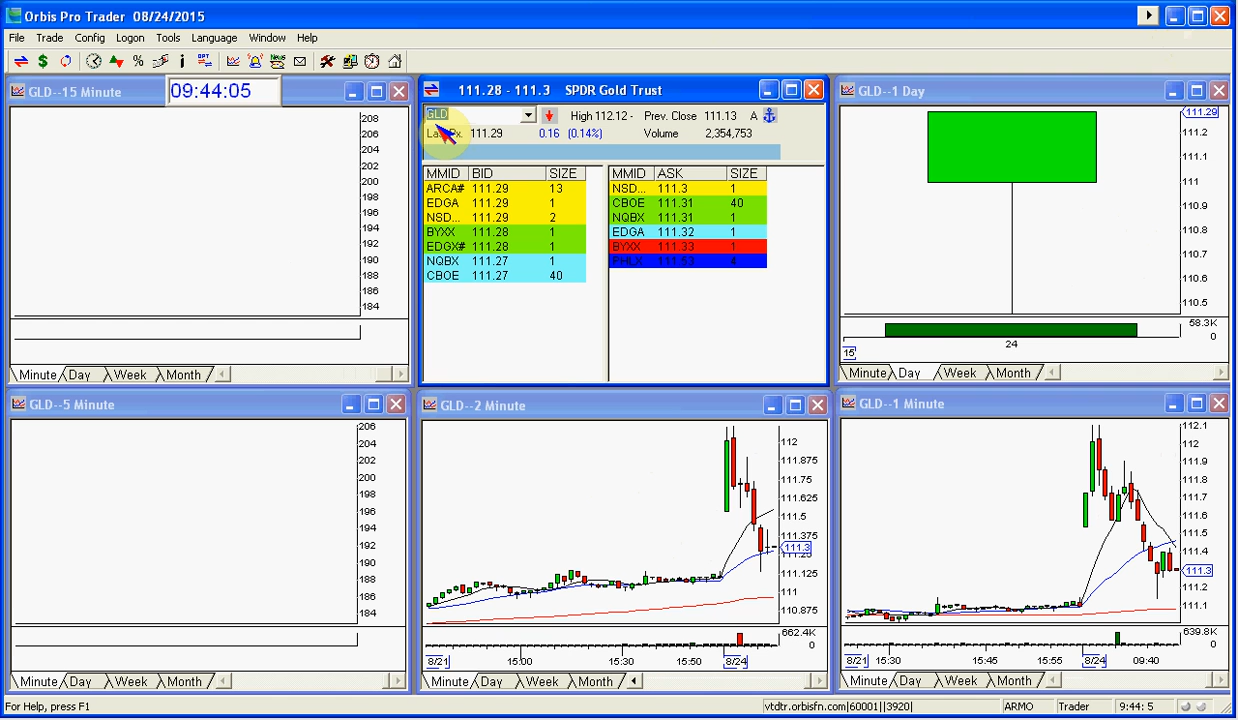 Orbis Pro Trader 08/24/2015
File Trade Config Logon Tools Language Window Help
GLD--15 Minute
09:44:05
208
206
204
202
200
198
196
194
192
190
188
186
184
Minute Day Week Month
111.28 - 111.3 SPDR Gold Trust
GLD High 112.12 - Prev. Close 111.13 A
Px. 111.29 0.16 (0.14%) Volume 2,354,753
MMID BID SIZE
ARCA# 111.29 13
EDGA 111.29 1
NSD... 111.29 2
BYXX 111.28 1
EDGX# 111.28 1
NQBX 111.27 1
CBOE 111.27 40
MMID ASK SIZE
NSD... 111.3 1
CBOE 111.31 40
NQBX 111.31 1
EDGA 111.32 1
BYXX 111.33 1
PHLX 111.53 4
GLD--1 Day
111.29
111.2
111.1
111
110.9
110.8
110.7
110.6
110.5
58.3K
0
24
15
Minute Day Week Month
GLD--5 Minute
206
204
202
200
198
196
194
192
190
188
186
184
Minute Day Week Month
GLD--2 Minute
112
111.875
111.75
111.625
111.5
111.375
111.3
111.125
111
110.875
662.4K
0
8/21 15:00 15:30 15:50 8/24
Minute Day Week Month
GLD--1 Minute
112.1
112
111.9
111.8
111.7
111.6
111.5
111.4
111.3
111.2
111.1
639.8K
0
8/21 15:30 15:45 15:55 8/24 09:40
Minute Day Week Month
For Help, press F1 vtdtr.orbisfn.com|60001||3920| ARMO Trader 9:44: 5